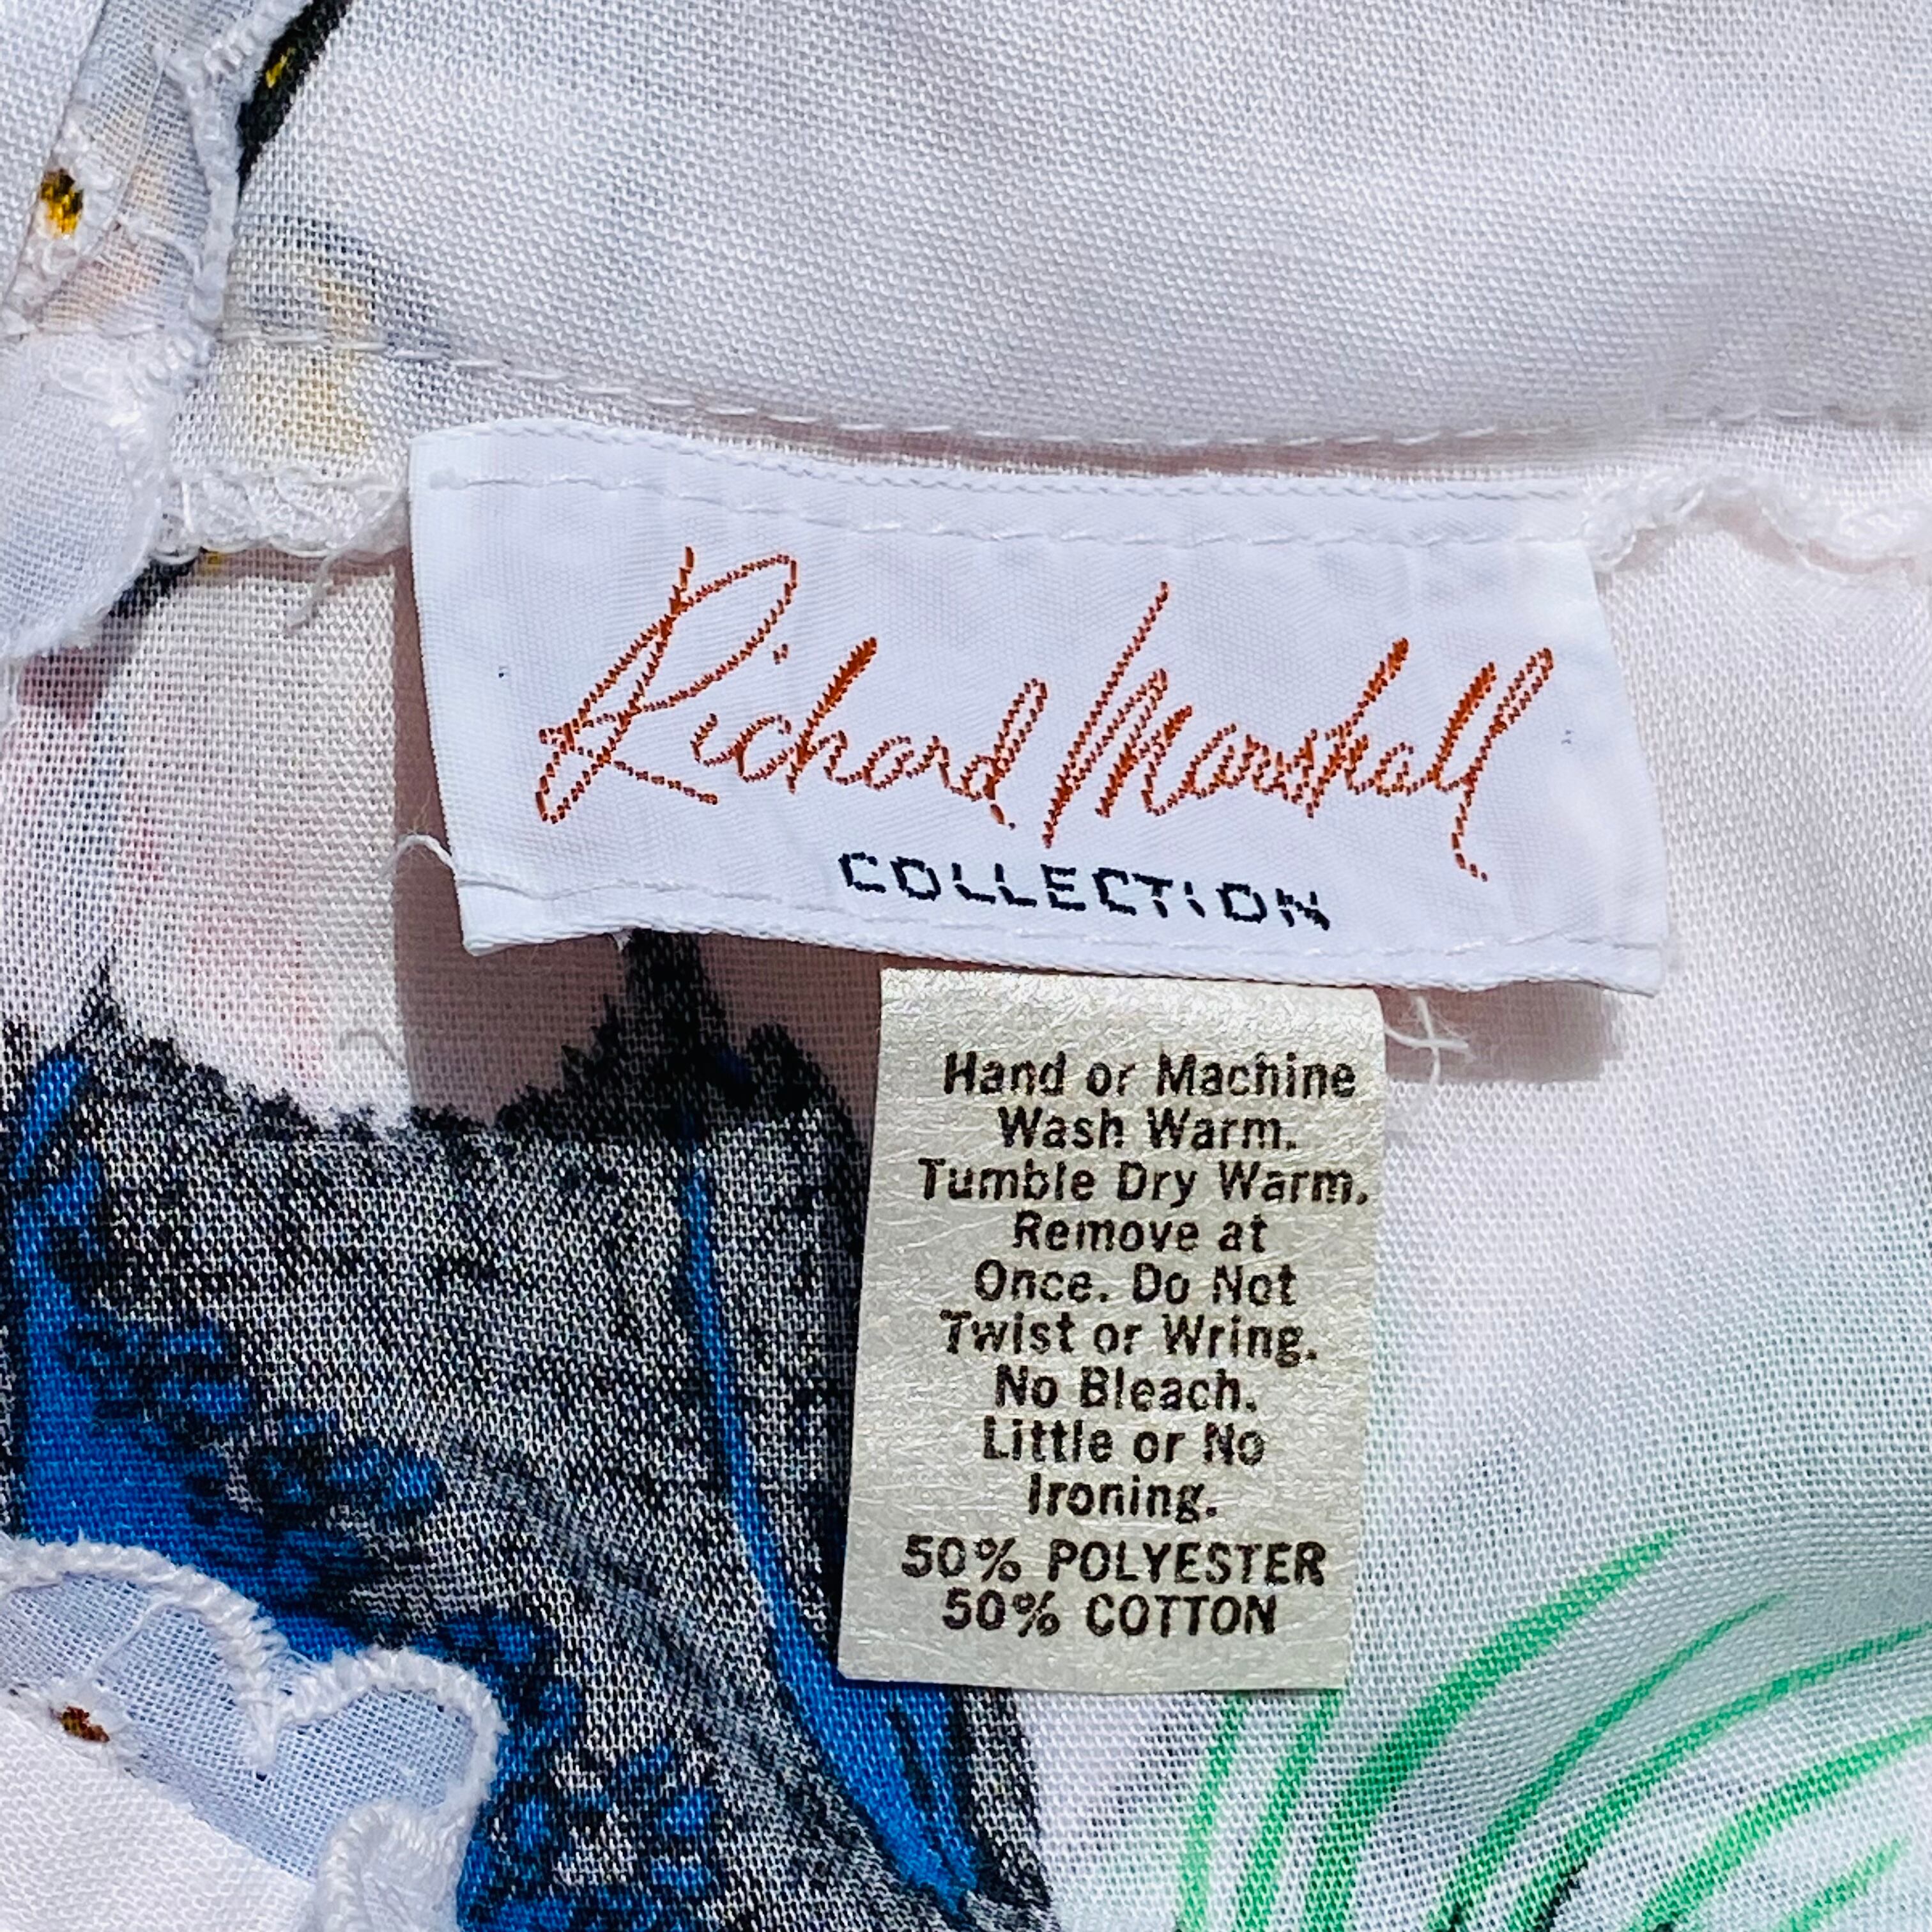 Richard Marshall
COLLECTION
Hand or Machine
Wash Warm.
Tumble Dry Warm.
Remove at
Once. Do Not
Twist or Wring.
No Bleach.
Little or No
Ironing.
50% POLYESTER
50% COTTON